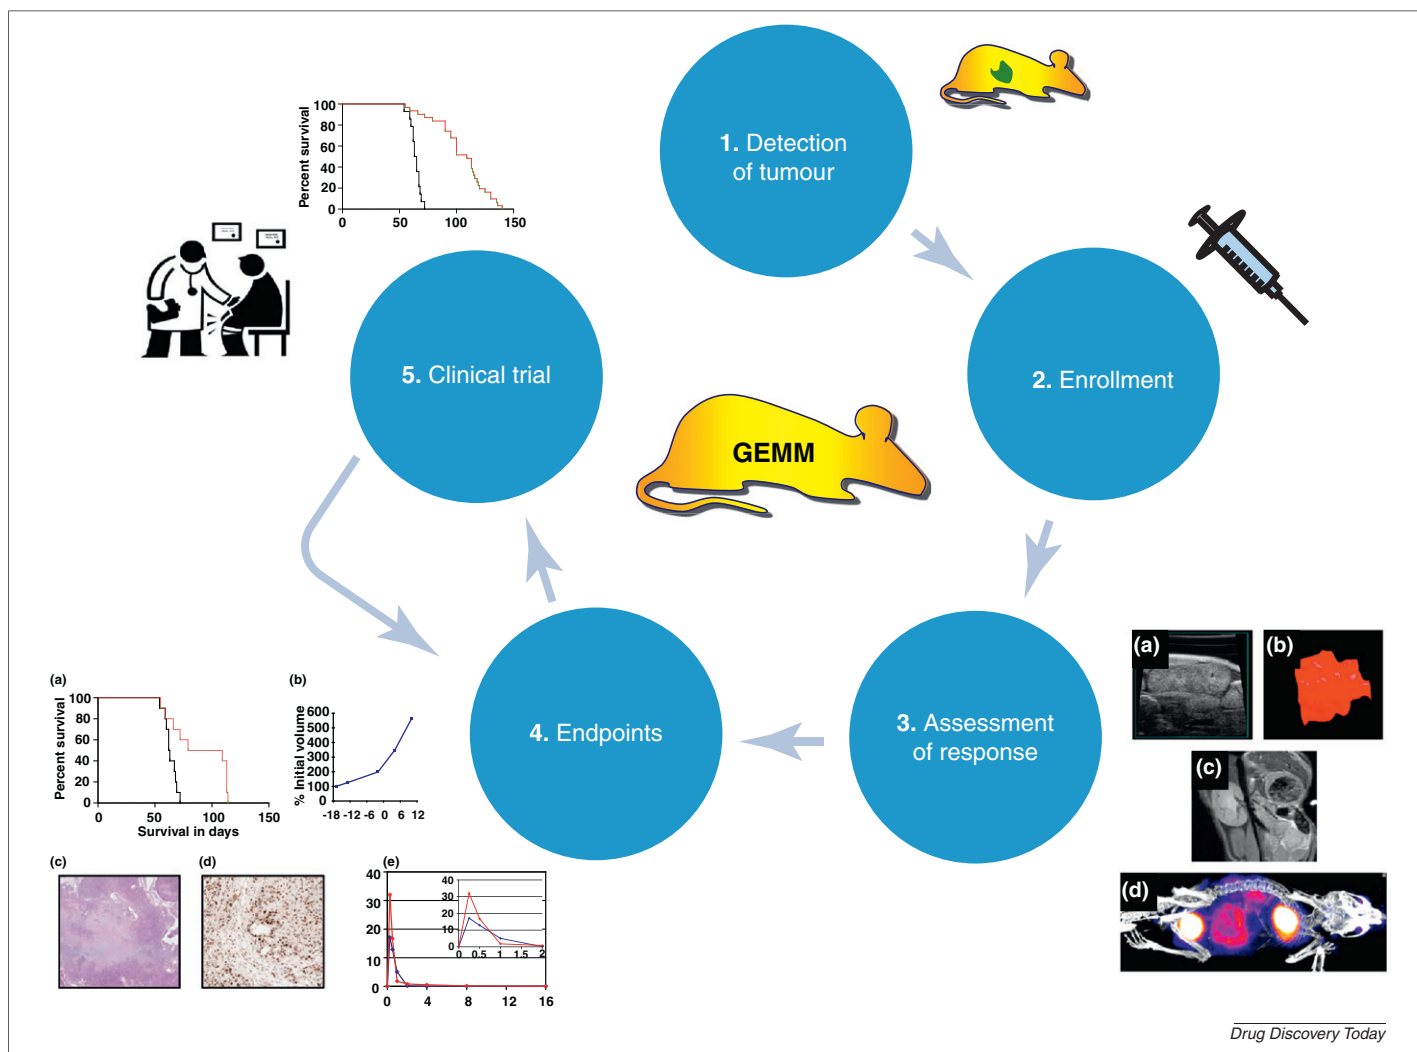 1. Detection
of tumour
100
80
60
40
20
0
Percent survival
0 50 100 150
5. Clinical trial
2. Enrollment
GEMM
(a)
100
80
60
40
20
0
Percent survival
0 50 100 150
Survival in days
(b)
600
500
400
300
200
100
0
% Initial volume
-18 -12 -6 0 6 12
4. Endpoints
3. Assessment
of response
(a)
(b)
(c)
(d)
(c)
(d)
(e)
40
30
20
10
0
0 4 8 12 16
40
30
20
10
0
0 0.5 1 2
Drug Discovery Today